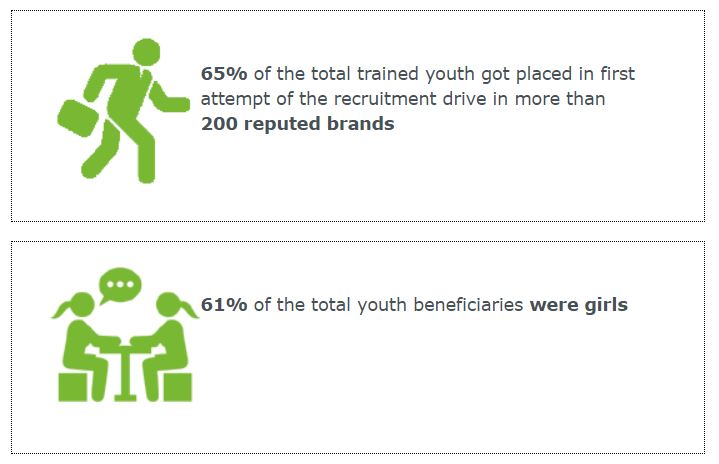 65% of the total trained youth got placed in first
attempt of the recruitment drive in more than
200 reputed brands
61% of the total youth beneficiaries were girls